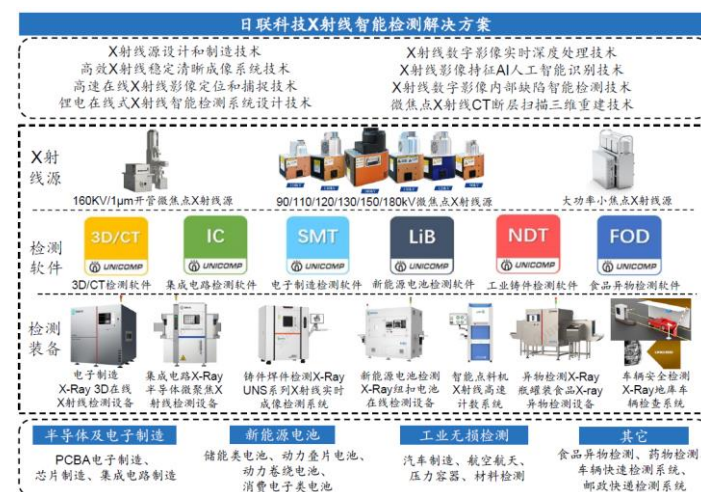 日联科技X射线智能检测解决方案
X射线源设计和制造技术
高效X射线稳定清晰成像系统技术
高速在线X射线影像定位和捕捉技术
锂电在线式X射线智能检测系统设计技术
X射线数字影像实时深度处理技术
X射线影像持征AI人工智能识别技术
X射线数字影像内部缺陷智能检测技术
微焦点X射线CT断层扫描三维重建技术
X射
线源
160KV/1μm开管微焦点X射线源
90/110/120/130/150/180kV微焦点X射线源
大功率小焦点X射线源
检测
软件
3D/CT
UNICOMP
3D/CT检测软件
IC
UNICOMP
集成电路检测软件
SMT
UNICOMP
电子制造检测软件
LiB
UNICOMP
新能源电池检测软件
NDT
UNICOMP
工业铸件检测软件
FOD
UNICOMP
食品异物检测软件
检测
装备
电子制造
X-Ray 3D在线
X射线检测设备
集成电路X-Ray
半导体微聚焦X
射线检测设备
铸件焊件检测X-Ray
UNS系列X射线实时
成像检测系统
新能源电池检测
X-Ray纽扣电池
在线检测设备
智能点料机
X射线高速
计数系统
异物检测X-Ray
瓶罐装食品X-ray
异物检测设备
车辆安全检测
X-Ray地库车
辆检查系统
半导体及电子制造
PCBA电子制造、
芯片制造、集成电路制造
新能源电池
储能类电池、动力叠片电池、
动力卷绕电池、
消费电子类电池
工业无损检测
汽车制造、航空航天、
压力容器、材料检测
其它
食品异物检测、药物检测、
车辆快速检测系统、
邮政快递检测系统